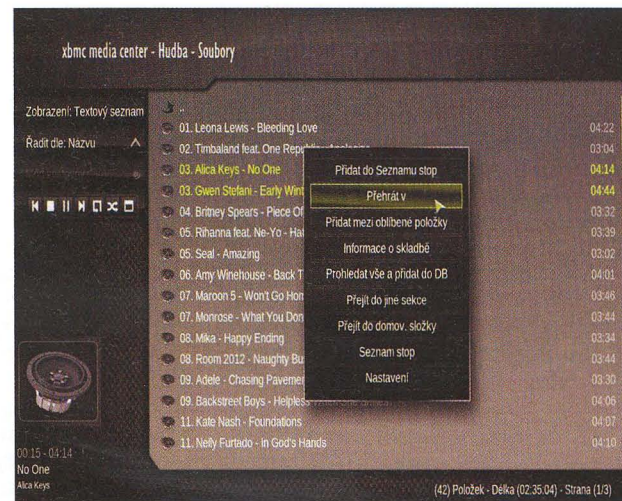 xbmc media center - Hudba - Soubory
Zobrazení: Textový seznam
Řadit dle: Názvu
..
01. Leona Lewis - Bleeding Love 04:22
02. Timbaland feat. One 03:04
03. Alica Keys - No One 04:14
03. Gwen Stefani - Early 04:44
04. Britney Spears - Piece Of 03:32
05. Rihanna feat. Ne-Yo - 03:39
05. Seal - Amazing 03:02
06. Amy Winehouse - Back 04:01
07. Maroon 5 - Won't Go 03:46
07. Monrose - What You 03:44
08. Mika - Happy Ending 03:34
08. Room 2012 - Naughty 03:44
09. Adele - Chasing 03:30
09. Backstreet Boys - 04:06
11. Kate Nash - Foundations 04:07
11. Nelly Furtado - In God's Hands 04:10
Přidat do Seznamu stop
Přehrát v
Přidat mezi oblíbené položky
Informace o skladbě
Prohledat vše a přidat do DB
Přejít do jiné sekce
Přejít do domov. složky
Seznam stop
Nastavení
00:15 - 04:14
No One
Alica Keys
(42) Položek - Délka (02:35:04) - Strana (1/3)